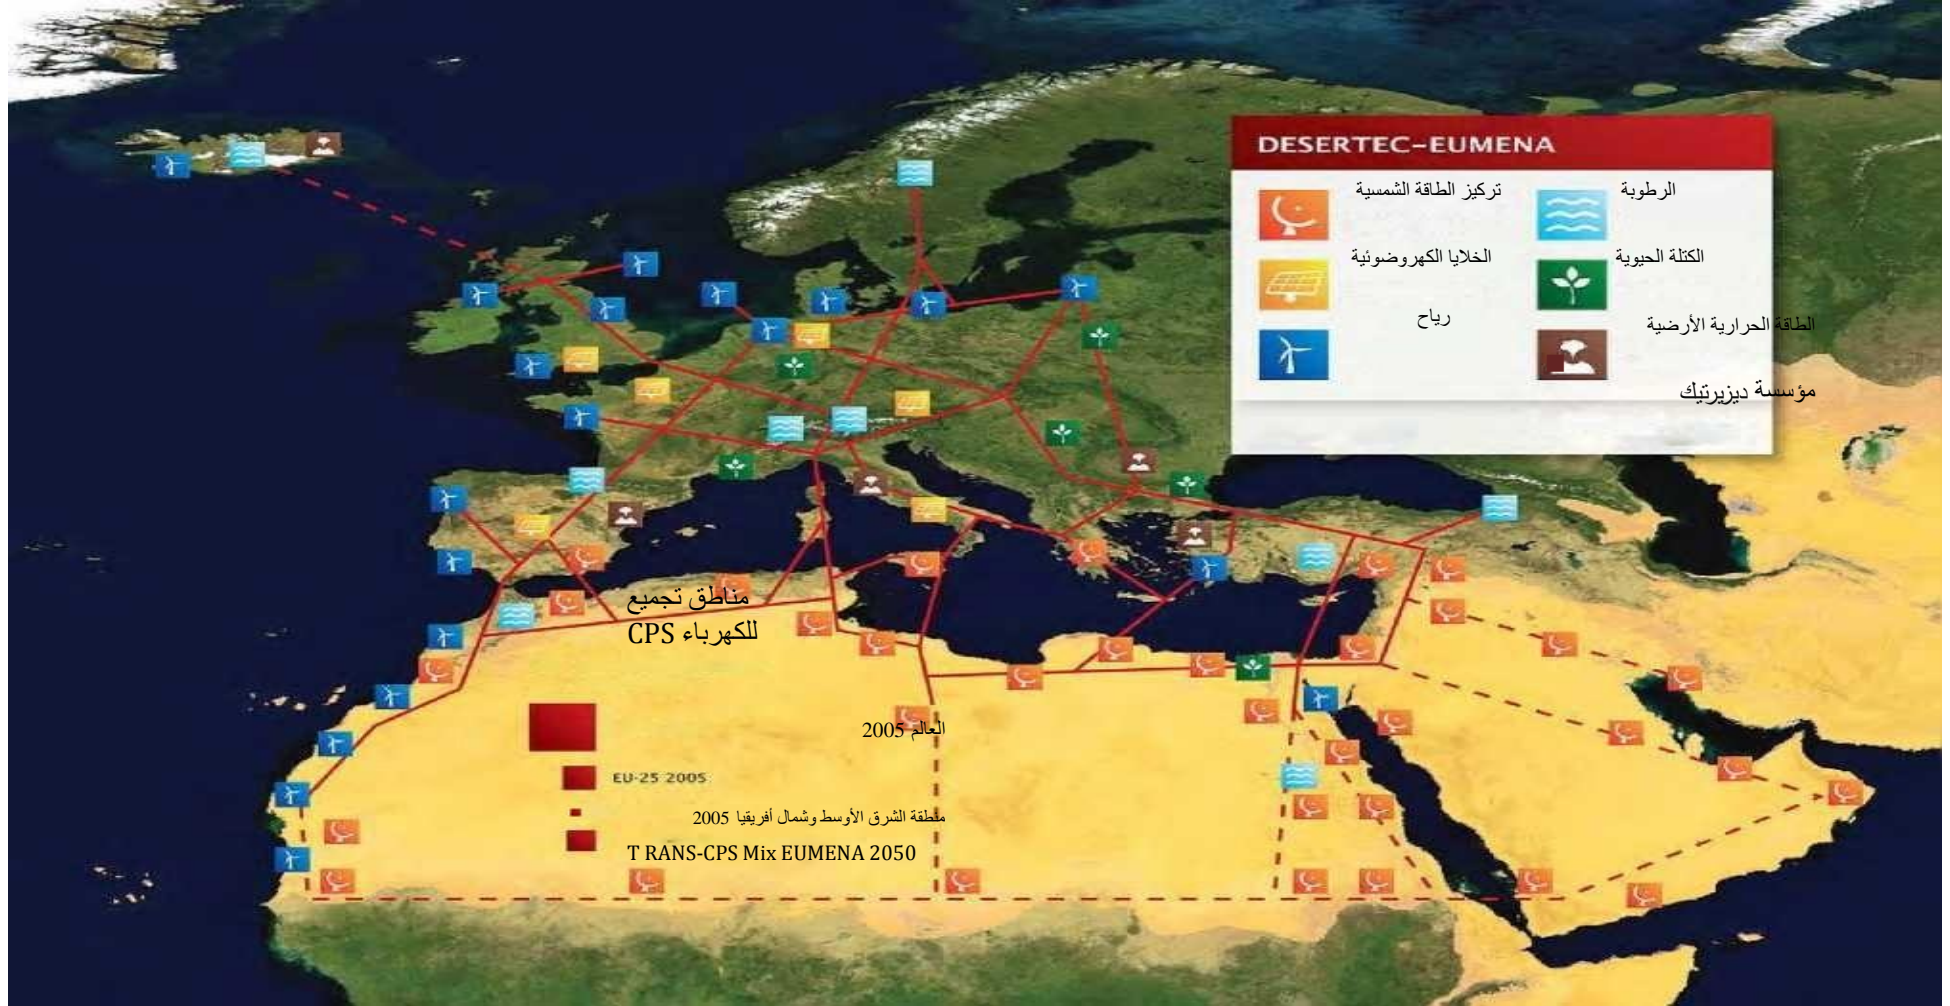 DESERTEC-EUMENA
تركيز الطاقة الشمسية
الرطوبة
الخلايا الكهروضوئية
الكتلة الحيوية
رياح
الطاقة الحرارية الأرضية
مؤسسة ديزيرتيك
مناطق تجميع
للكهرباء CPS
العالم 2005
EU-25 2005
منطقة الشرق الأوسط وشمال أفريقيا 2005
T RANS-CPS Mix EUMENA 2050